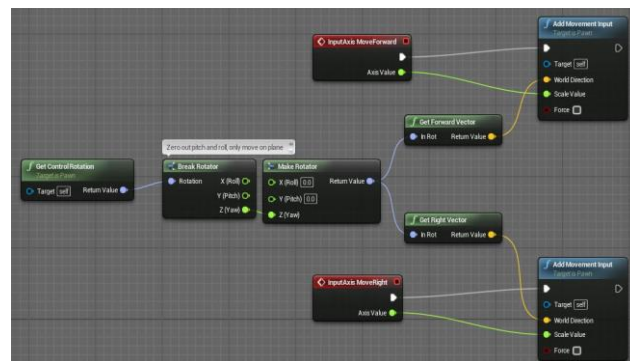 InputAxis MoveForward
Axis Value
Add Movement Input
Target is Pawn
Target self
World Direction
Scale Value
Force
Get Forward Vector
In Rot Return Value
Zero out pitch and roll, only move on plane
Get Control Rotation
Target is Pawn
Target self Return Value
Break Rotator
Rotation X (Roll)
Y (Pitch)
Z (Yaw)
Make Rotator
X (Roll) 0.0 Return Value
Y (Pitch) 0.0
Z (Yaw)
Get Right Vector
In Rot Return Value
InputAxis MoveRight
Axis Value
Add Movement Input
Target is Pawn
Target self
World Direction
Scale Value
Force